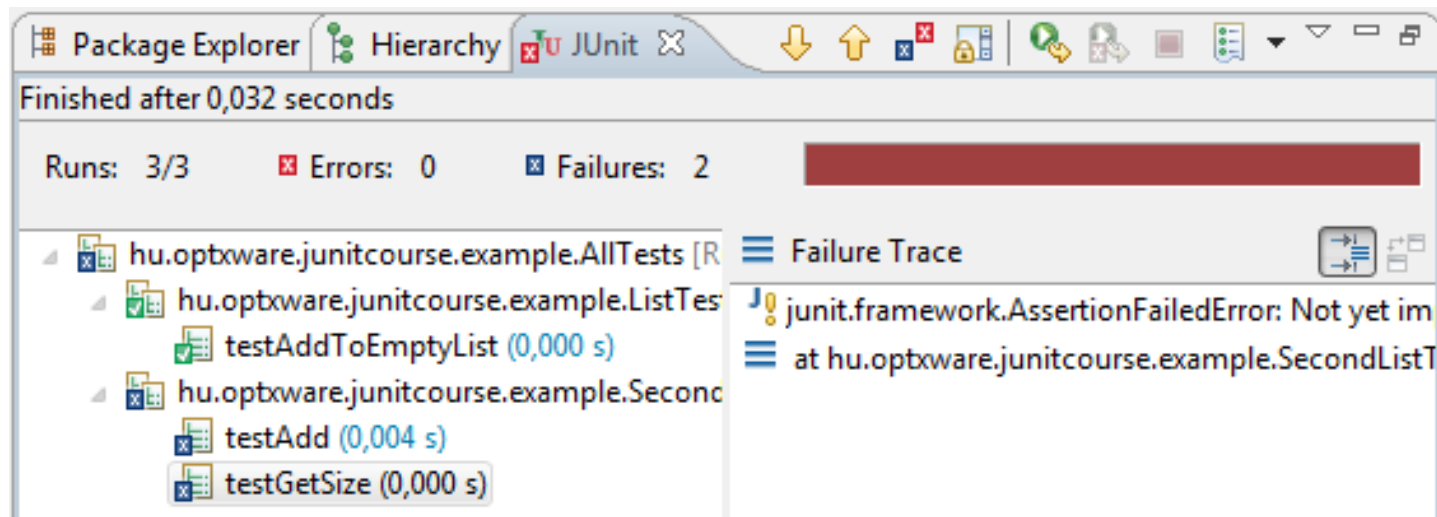 Package Explorer Hierarchy JUnit
Finished after 0,032 seconds
Runs: 3/3 Errors: 0 Failures: 2
hu.optxware.junitcourse.example.AllTests [R
hu.optxware.junitcourse.example.ListTes
testAddToEmptyList (0,000 s)
hu.optxware.junitcourse.example.Second
testAdd (0,004 s)
testGetSize (0,000 s)
Failure Trace
junit.framework.AssertionFailedError: Not yet im
at hu.optxware.junitcourse.example.SecondListT